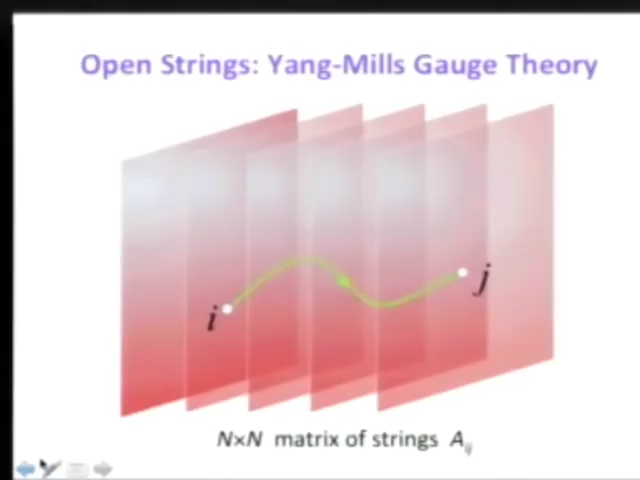 Open Strings: Yang-Mills Gauge Theory
i
j
N×N matrix of strings A_ij